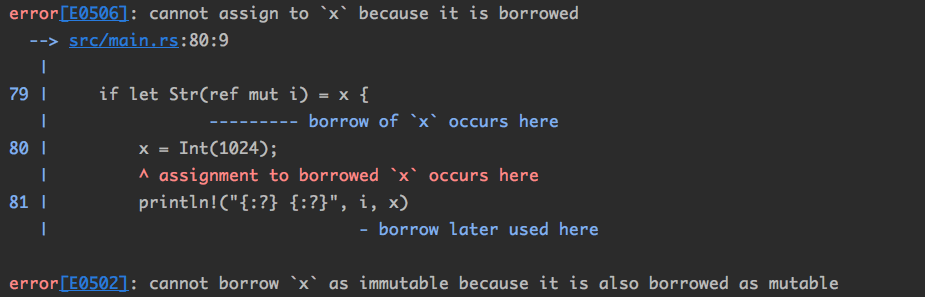 error[E0506]: cannot assign to `x` because it is borrowed
  --> src/main.rs:80:9
   |
79 |     if let Str(ref mut i) = x {
   |                --------- borrow of `x` occurs here
80 |         x = Int(1024);
   |         ^ assignment to borrowed `x` occurs here
81 |         println!("{:?} {:?}", i, x)
   |                               - borrow later used here
error[E0502]: cannot borrow `x` as immutable because it is also borrowed as mutable